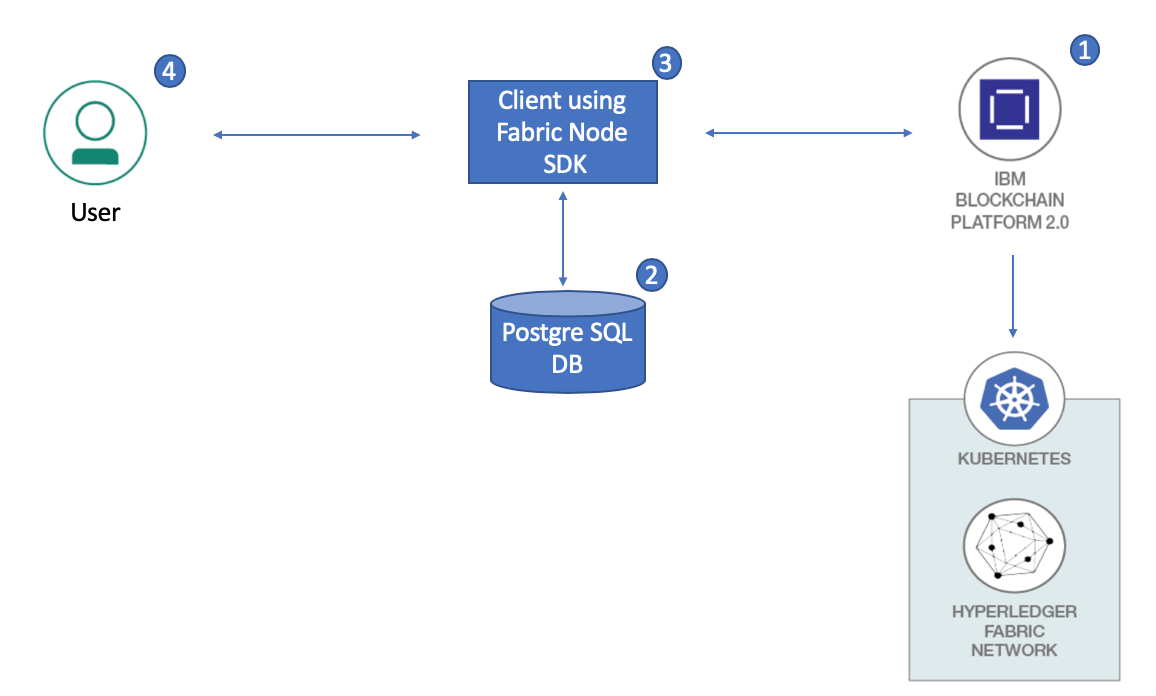 4
User
3
Client using
Fabric Node
SDK
2
Postgre SQL
DB
1
IBM
BLOCKCHAIN
PLATFORM 2.0
KUBERNETES
HYPERLEDGER
FABRIC
NETWORK